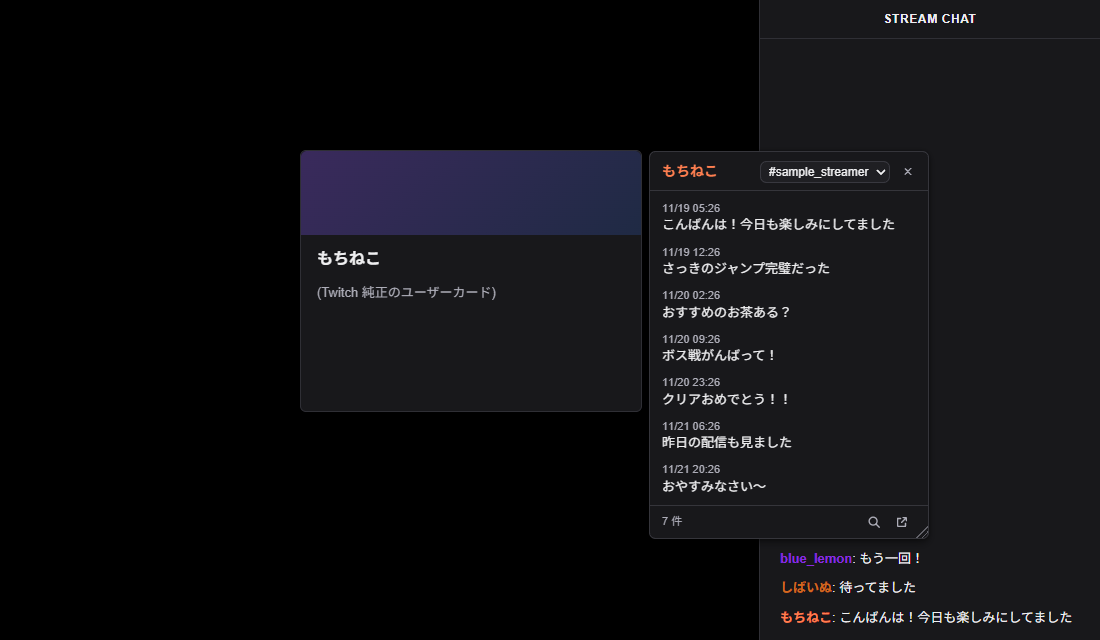 STREAM CHAT
もちねこ
(Twitch 純正のユーザーカード)
もちねこ #sample_streamer ×
11/19 05:26
こんばんは！今日も楽しみにしてました
11/19 12:26
さっきのジャンプ完璧だった
11/20 02:26
おすすめのお茶ある？
11/20 09:26
ボス戦がんばって！
11/20 23:26
クリアおめでとう！！
11/21 06:26
昨日の配信も見ました
11/21 20:26
おやすみなさい～
7 件
blue_lemon: もう一回！
しばいぬ: 待ってました
もちねこ: こんばんは！今日も楽しみにしてました